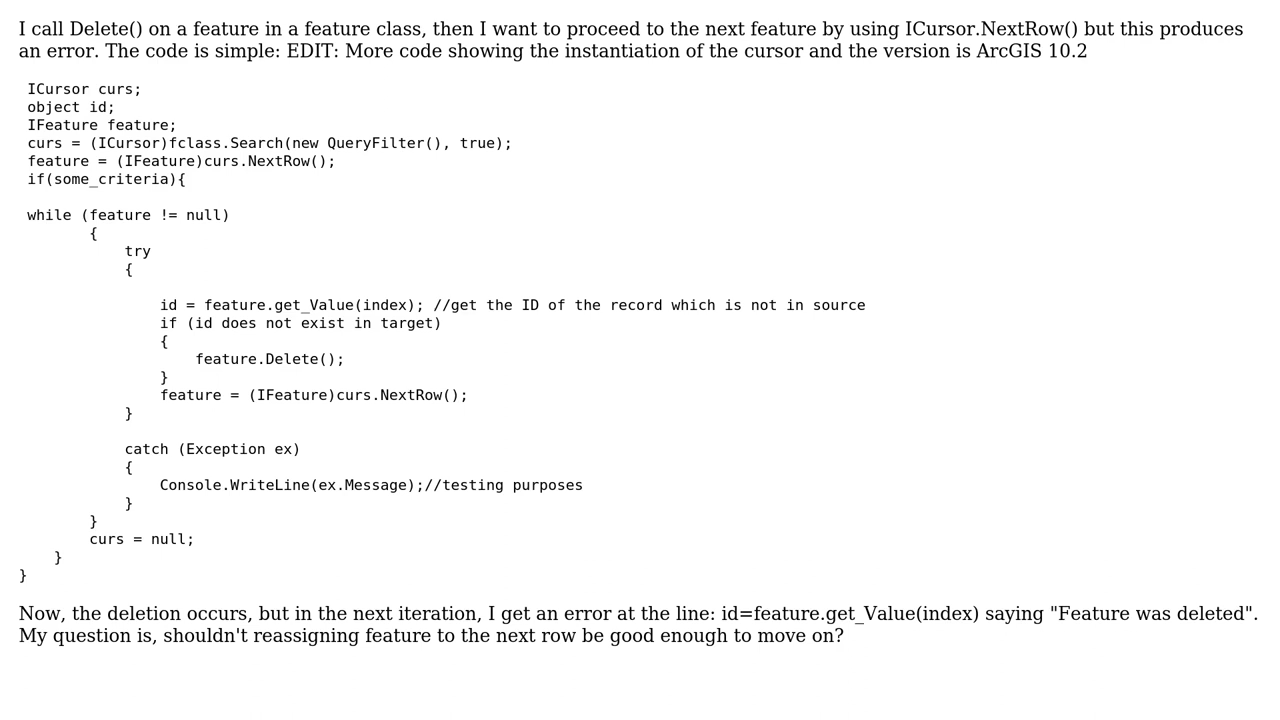 I call Delete() on a feature in a feature class, then I want to proceed to the next feature by using ICursor.NextRow() but this produces
an error. The code is simple: EDIT: More code showing the instantiation of the cursor and the version is ArcGIS 10.2
ICursor curs;
object id;
IFeature feature;
curs = (ICursor)fclass.Search(new QueryFilter(), true);
feature = (IFeature)curs.NextRow();
if(some_criteria){
while (feature != null)
{
try
{
id = feature.get_Value(index); //get the ID of the record which is not in source
if (id does not exist in target)
{
feature.Delete();
}
feature = (IFeature)curs.NextRow();
}
catch (Exception ex)
{
Console.WriteLine(ex.Message);//testing purposes
}
}
curs = null;
}
}
Now, the deletion occurs, but in the next iteration, I get an error at the line: id=feature.get_Value(index) saying "Feature was deleted".
My question is, shouldn't reassigning feature to the next row be good enough to move on?